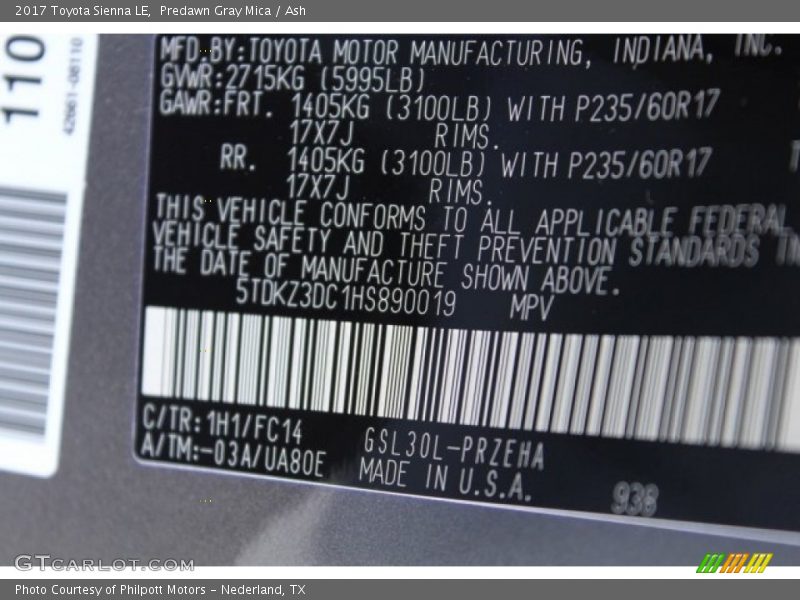 2017 Toyota Sienna LE, Predawn Gray Mica / Ash
110
42661-08110
MFD.BY:TOYOTA MOTOR MANUFACTURING, INDIANA, INC.
GVWR:2715KG (5995LB)
GAWR:FRT. 1405KG (3100LB) WITH P235/60R17
17X7J RIMS.
RR. 1405KG (3100LB) WITH P235/60R17
17X7J RIMS.
THIS VEHICLE CONFORMS TO ALL APPLICABLE FEDERAL
VEHICLE SAFETY AND THEFT PREVENTION STANDARDS IN
THE DATE OF MANUFACTURE SHOWN ABOVE.
5TDKZ3DC1HS890019 MPV
C/TR:1H1/FC14 GSL30L-PRZEHA
A/TM:-03A/UA80E MADE IN U.S.A.
938
GTCARLOT.COM
Photo Courtesy of Philpott Motors - Nederland, TX